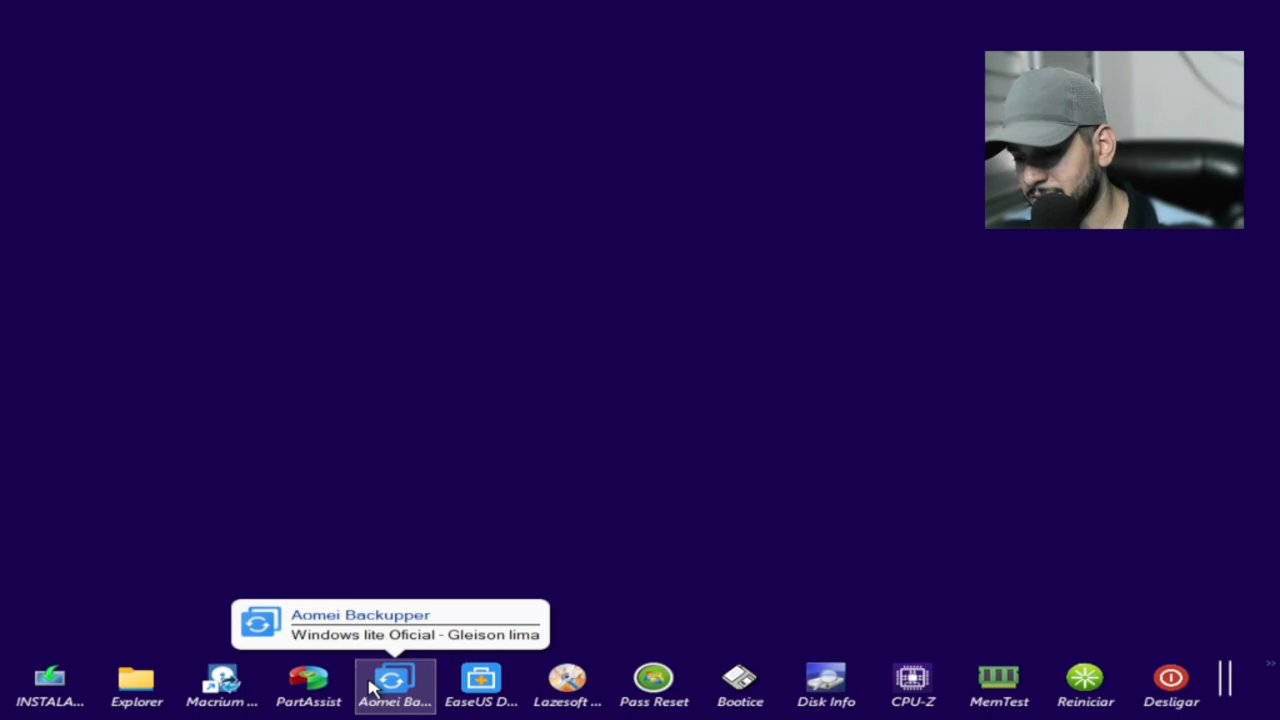 Aomei Backupper
Windows lite Oficial - Gleison lima
INSTALA...
Explorer
Macrium ...
PartAssist
Aomei Ba...
EaseUS D...
Lazesoft ...
Pass Reset
Bootice
Disk Info
CPU-Z
MemTest
Reiniciar
Desligar